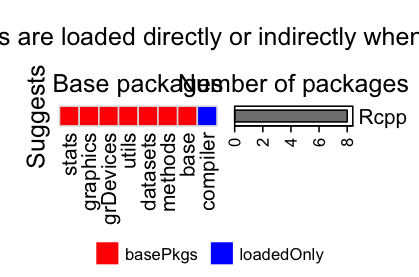 s are loaded directly or indirectly when
Base packages
Number of packages
Suggests
Rcpp
0 2 4 6 8
stats
graphics
grDevices
utils
datasets
methods
base
compiler
basePkgs loadedOnly